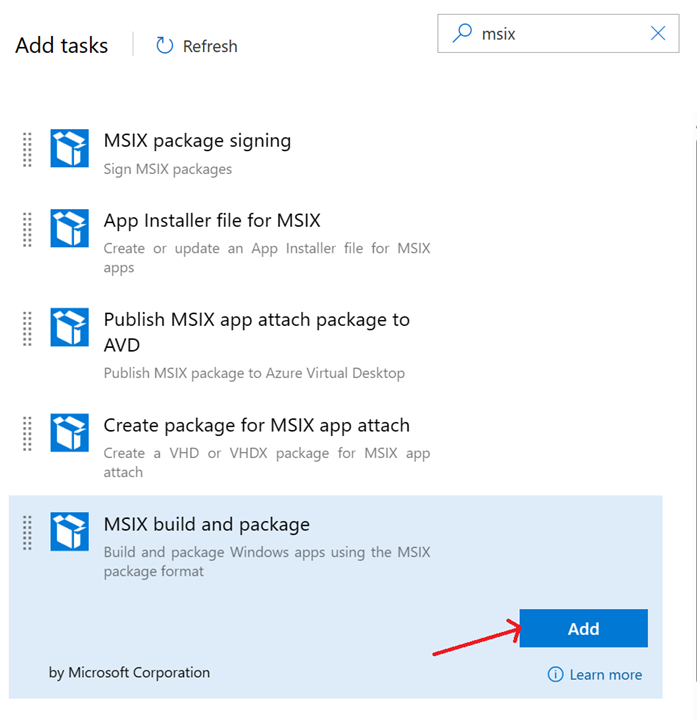 Add tasks
Refresh
msix
MSIX package signing
Sign MSIX packages
App Installer file for MSIX
Create or update an App Installer file for MSIX
apps
Publish MSIX app attach package to
AVD
Publish MSIX package to Azure Virtual Desktop
Create package for MSIX app attach
Create a VHD or VHDX package for MSIX app
attach
MSIX build and package
Build and package Windows apps using the MSIX
package format
Add
by Microsoft Corporation
Learn more